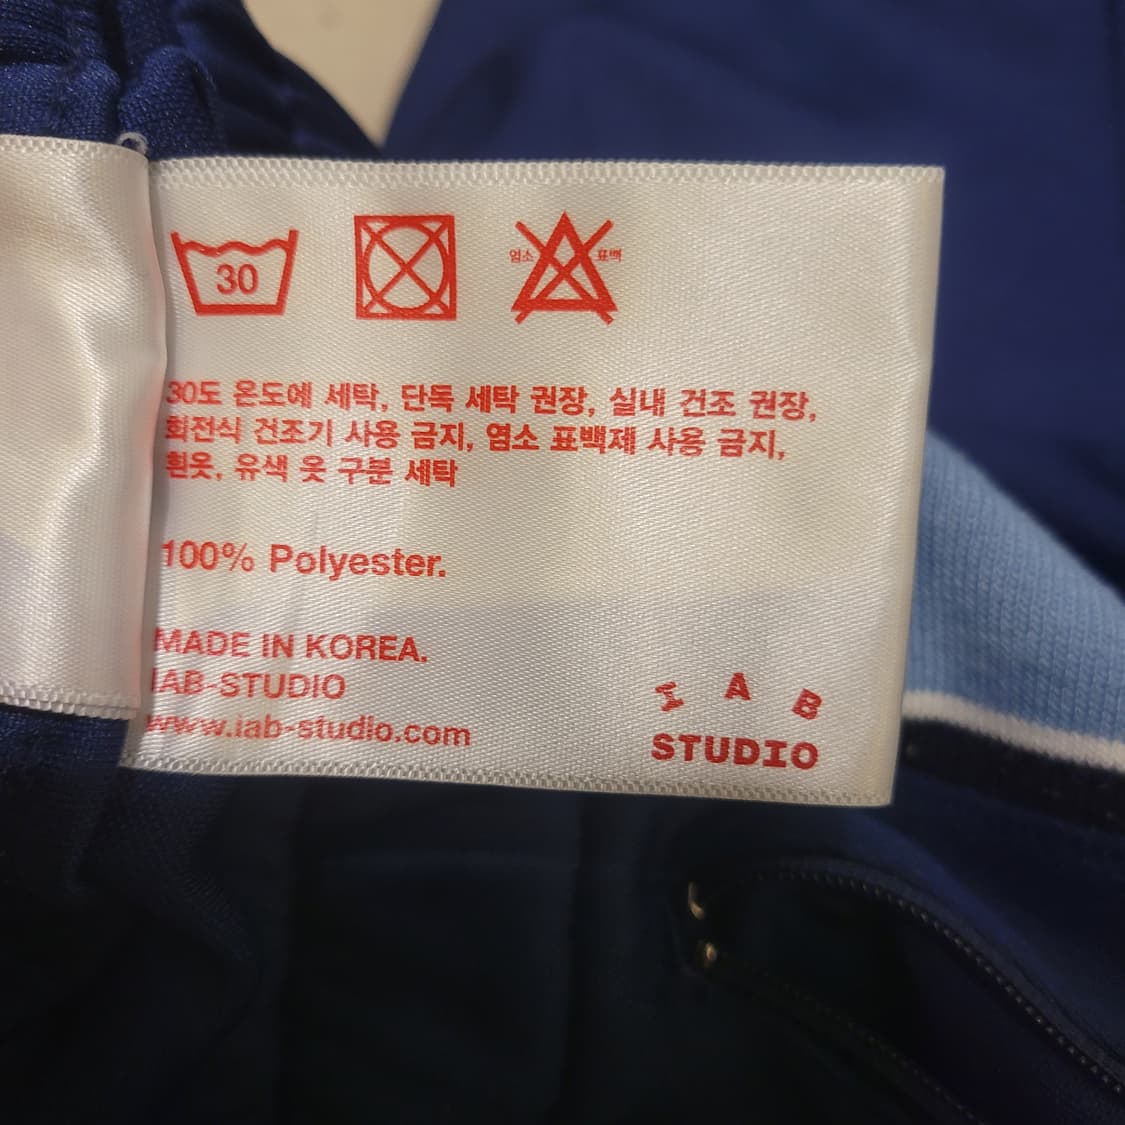 30
염소 표백
30도 온도에 세탁, 단독 세탁 권장, 실내 건조 권장,
회전식 건조기 사용 금지, 염소 표백제 사용 금지,
흰옷, 유색 옷 구분 세탁
100% Polyester.
MADE IN KOREA.
IAB-STUDIO
www.iab-studio.com
I A B
STUDIO